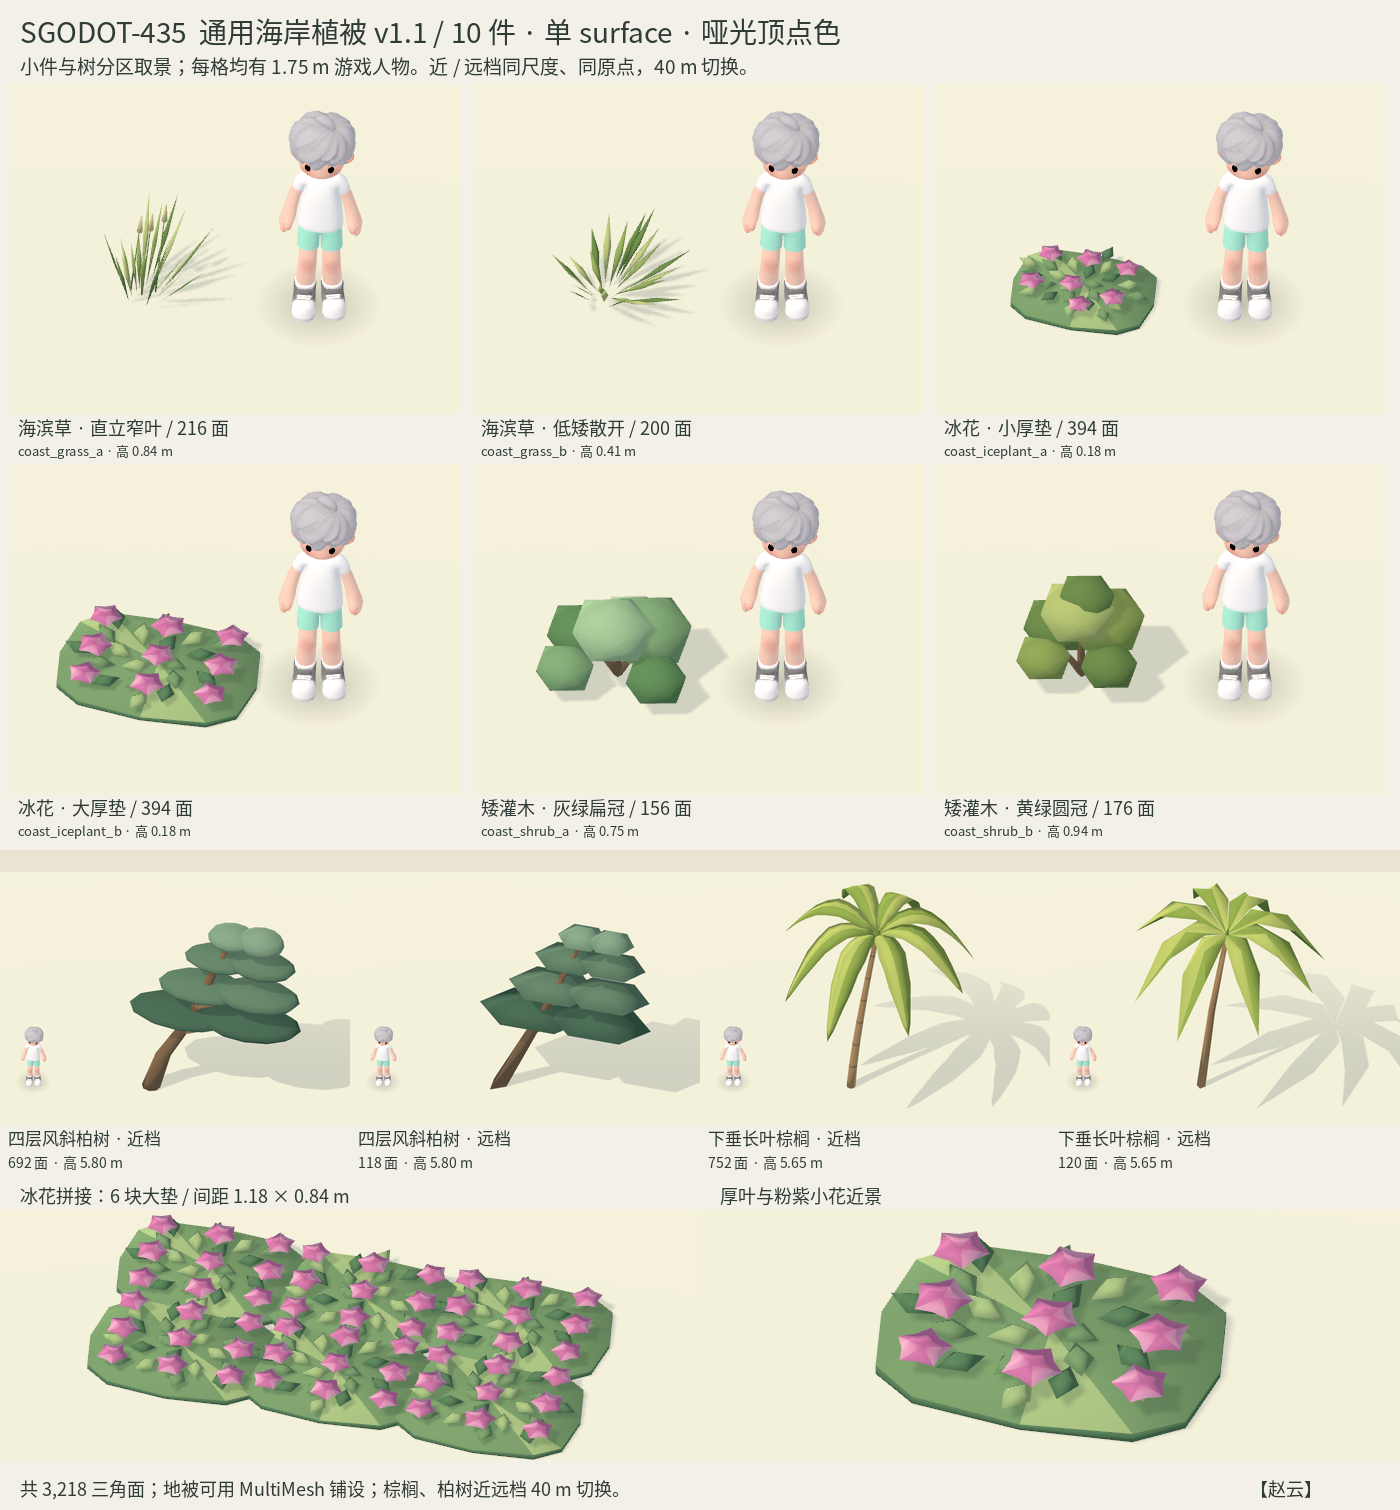 SGODOT-435 通用海岸植被 v1.1 / 10 件 · 单 surface · 哑光顶点色
小件与树分区取景；每格均有 1.75 m 游戏人物。近 / 远档同尺度、同原点，40 m 切换。
海滨草 · 直立窄叶 / 216 面
coast_grass_a · 高 0.84 m
海滨草 · 低矮散开 / 200 面
coast_grass_b · 高 0.41 m
冰花 · 小厚垫 / 394 面
coast_iceplant_a · 高 0.18 m
冰花 · 大厚垫 / 394 面
coast_iceplant_b · 高 0.18 m
矮灌木 · 灰绿扁冠 / 156 面
coast_shrub_a · 高 0.75 m
矮灌木 · 黄绿圆冠 / 176 面
coast_shrub_b · 高 0.94 m
四层风斜柏树 · 近档
692 面 · 高 5.80 m
四层风斜柏树 · 远档
118 面 · 高 5.80 m
下垂长叶棕榈 · 近档
752 面 · 高 5.65 m
下垂长叶棕榈 · 远档
120 面 · 高 5.65 m
冰花拼接：6 块大垫 / 间距 1.18 × 0.84 m
厚叶与粉紫小花近景
共 3,218 三角面；地被可用 MultiMesh 铺设；棕榈、柏树近远档 40 m 切换。
【赵云】